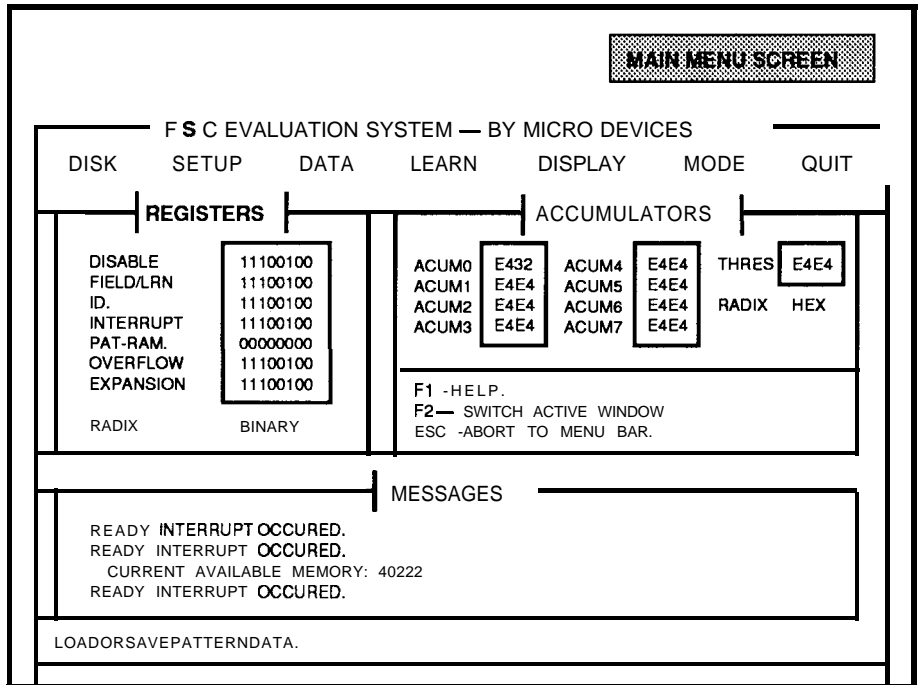 MAIN MENU SCREEN
F S C EVALUATION SYSTEM — BY MICRO DEVICES
DISK SETUP DATA LEARN DISPLAY MODE QUIT
REGISTERS
DISABLE 11100100
FIELD/LRN 11100100
ID. 11100100
INTERRUPT 11100100
PAT-RAM. 00000000
OVERFLOW 11100100
EXPANSION 11100100
RADIX BINARY
ACCUMULATORS
ACUM0 E432 ACUM4 E4E4 THRES E4E4
ACUM1 E4E4 ACUM5 E4E4
ACUM2 E4E4 ACUM6 E4E4 RADIX HEX
ACUM3 E4E4 ACUM7 E4E4
F1 -HELP.
F2— SWITCH ACTIVE WINDOW
ESC -ABORT TO MENU BAR.
MESSAGES
READY INTERRUPT OCCURED.
READY INTERRUPT OCCURED.
CURRENT AVAILABLE MEMORY: 40222
READY INTERRUPT OCCURED.
LOADORSAVEPATTERNDATA.